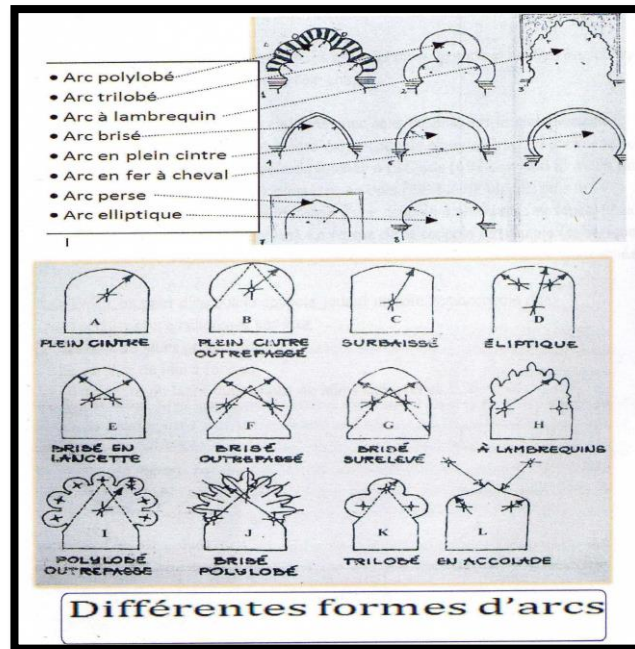 • Arc polylobé
• Arc trilobé
• Arc à lambrequin
• Arc brisé
• Arc en plein cintre
• Arc en fer à cheval
• Arc perse
• Arc elliptique
A
PLEIN CINTRE
B
PLEIN CINTRE
OUTREPASSÉ
C
SURBAISSÉ
D
ÉLIPTIQUE
E
BRISÉ EN
LANCETTE
F
BRISÉ
OUTREPASSÉ
G
BRISÉ
SURELEVÉ
H
À LAMBREQUINS
I
POLYLOBÉ
OUTREPASSE
J
BRISÉ
POLYLOBÉ
K
TRILOBÉ
L
EN ACCOLADE
Différentes formes d'arcs